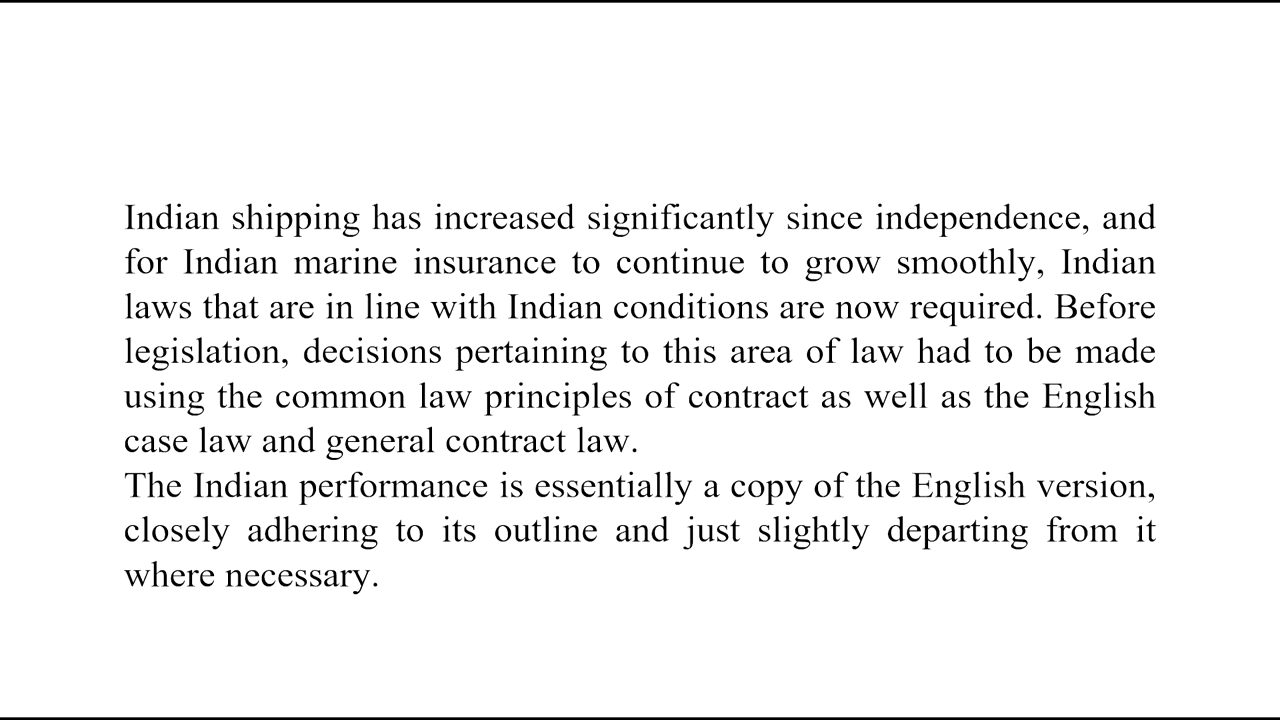 Indian shipping has increased significantly since independence, and
for Indian marine insurance to continue to grow smoothly, Indian
laws that are in line with Indian conditions are now required. Before
legislation, decisions pertaining to this area of law had to be made
using the common law principles of contract as well as the English
case law and general contract law.
The Indian performance is essentially a copy of the English version,
closely adhering to its outline and just slightly departing from it
where necessary.